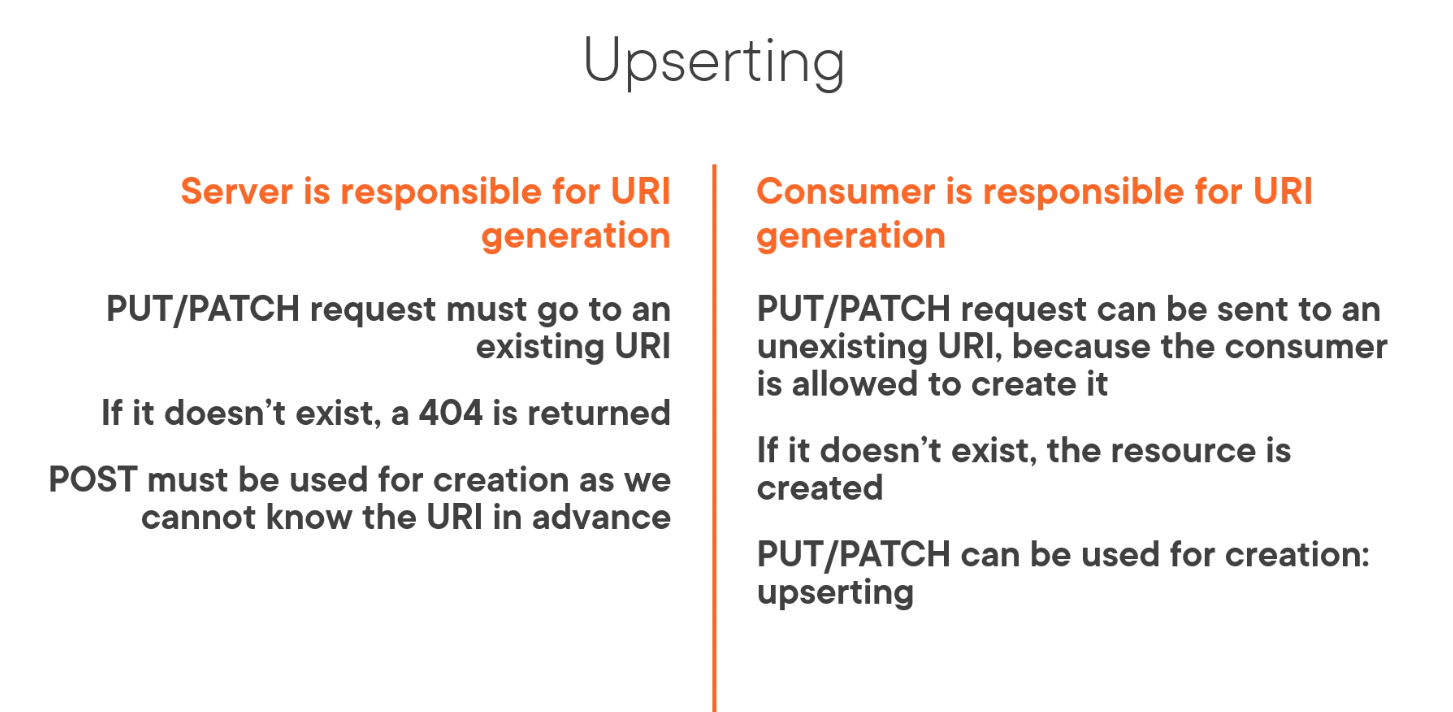 Upserting
Server is responsible for URI
generation
PUT/PATCH request must go to an
existing URI
If it doesn’t exist, a 404 is returned
POST must be used for creation as we
cannot know the URI in advance
Consumer is responsible for URI
generation
PUT/PATCH request can be sent to an
unexisting URI, because the consumer
is allowed to create it
If it doesn’t exist, the resource is
created
PUT/PATCH can be used for creation:
upserting